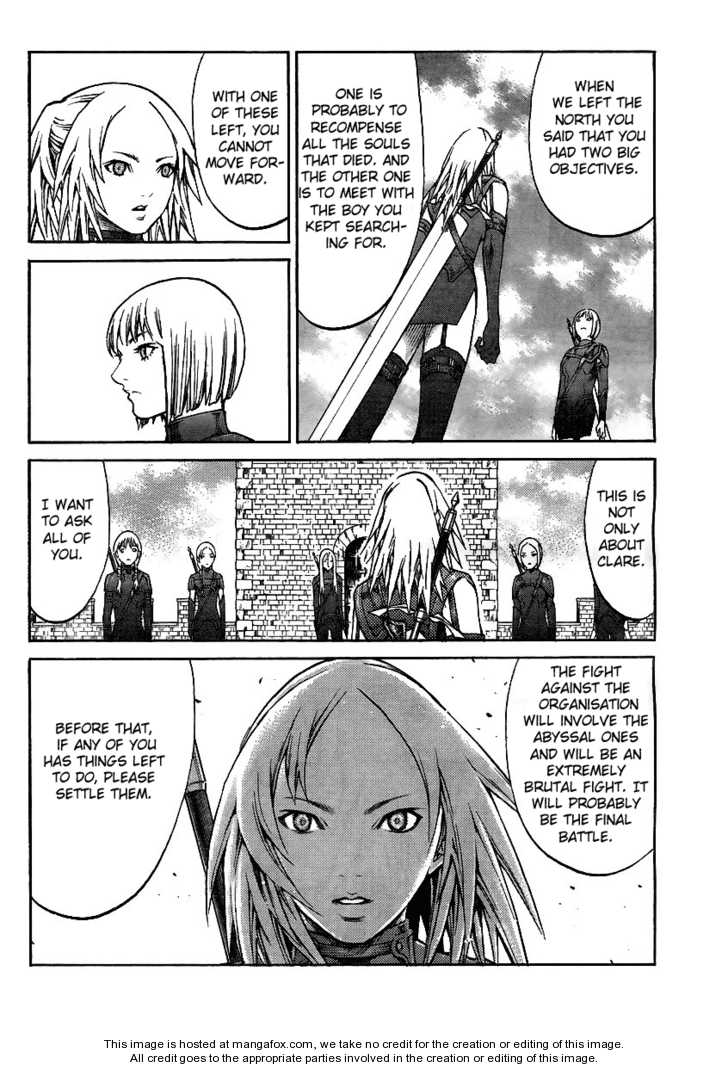 WHEN
WE LEFT THE
NORTH YOU
SAID THAT YOU
HAD TWO BIG
OBJECTIVES.
ONE IS
PROBABLY TO
RECOMPENSE
ALL THE SOULS
THAT DIED. AND
THE OTHER ONE
IS TO MEET WITH
THE BOY YOU
KEPT SEARCH-
ING FOR.
WITH ONE
OF THESE
LEFT, YOU
CANNOT
MOVE FOR-
WARD.
THIS IS
NOT
ONLY
ABOUT
CLARE.
I WANT
TO ASK
ALL OF
YOU.
THE FIGHT
AGAINST THE
ORGANISATION
WILL INVOLVE THE
ABYSSAL ONES
AND WILL BE AN
EXTREMELY
BRUTAL FIGHT. IT
WILL PROBABLY
BE THE FINAL
BATTLE.
BEFORE THAT,
IF ANY OF YOU
HAS THINGS LEFT
TO DO, PLEASE
SETTLE THEM.
This image is hosted at mangafox.com, we take no credit for the creation or editing of this image.
All credit goes to the appropriate parties involved in the creation or editing of this image.